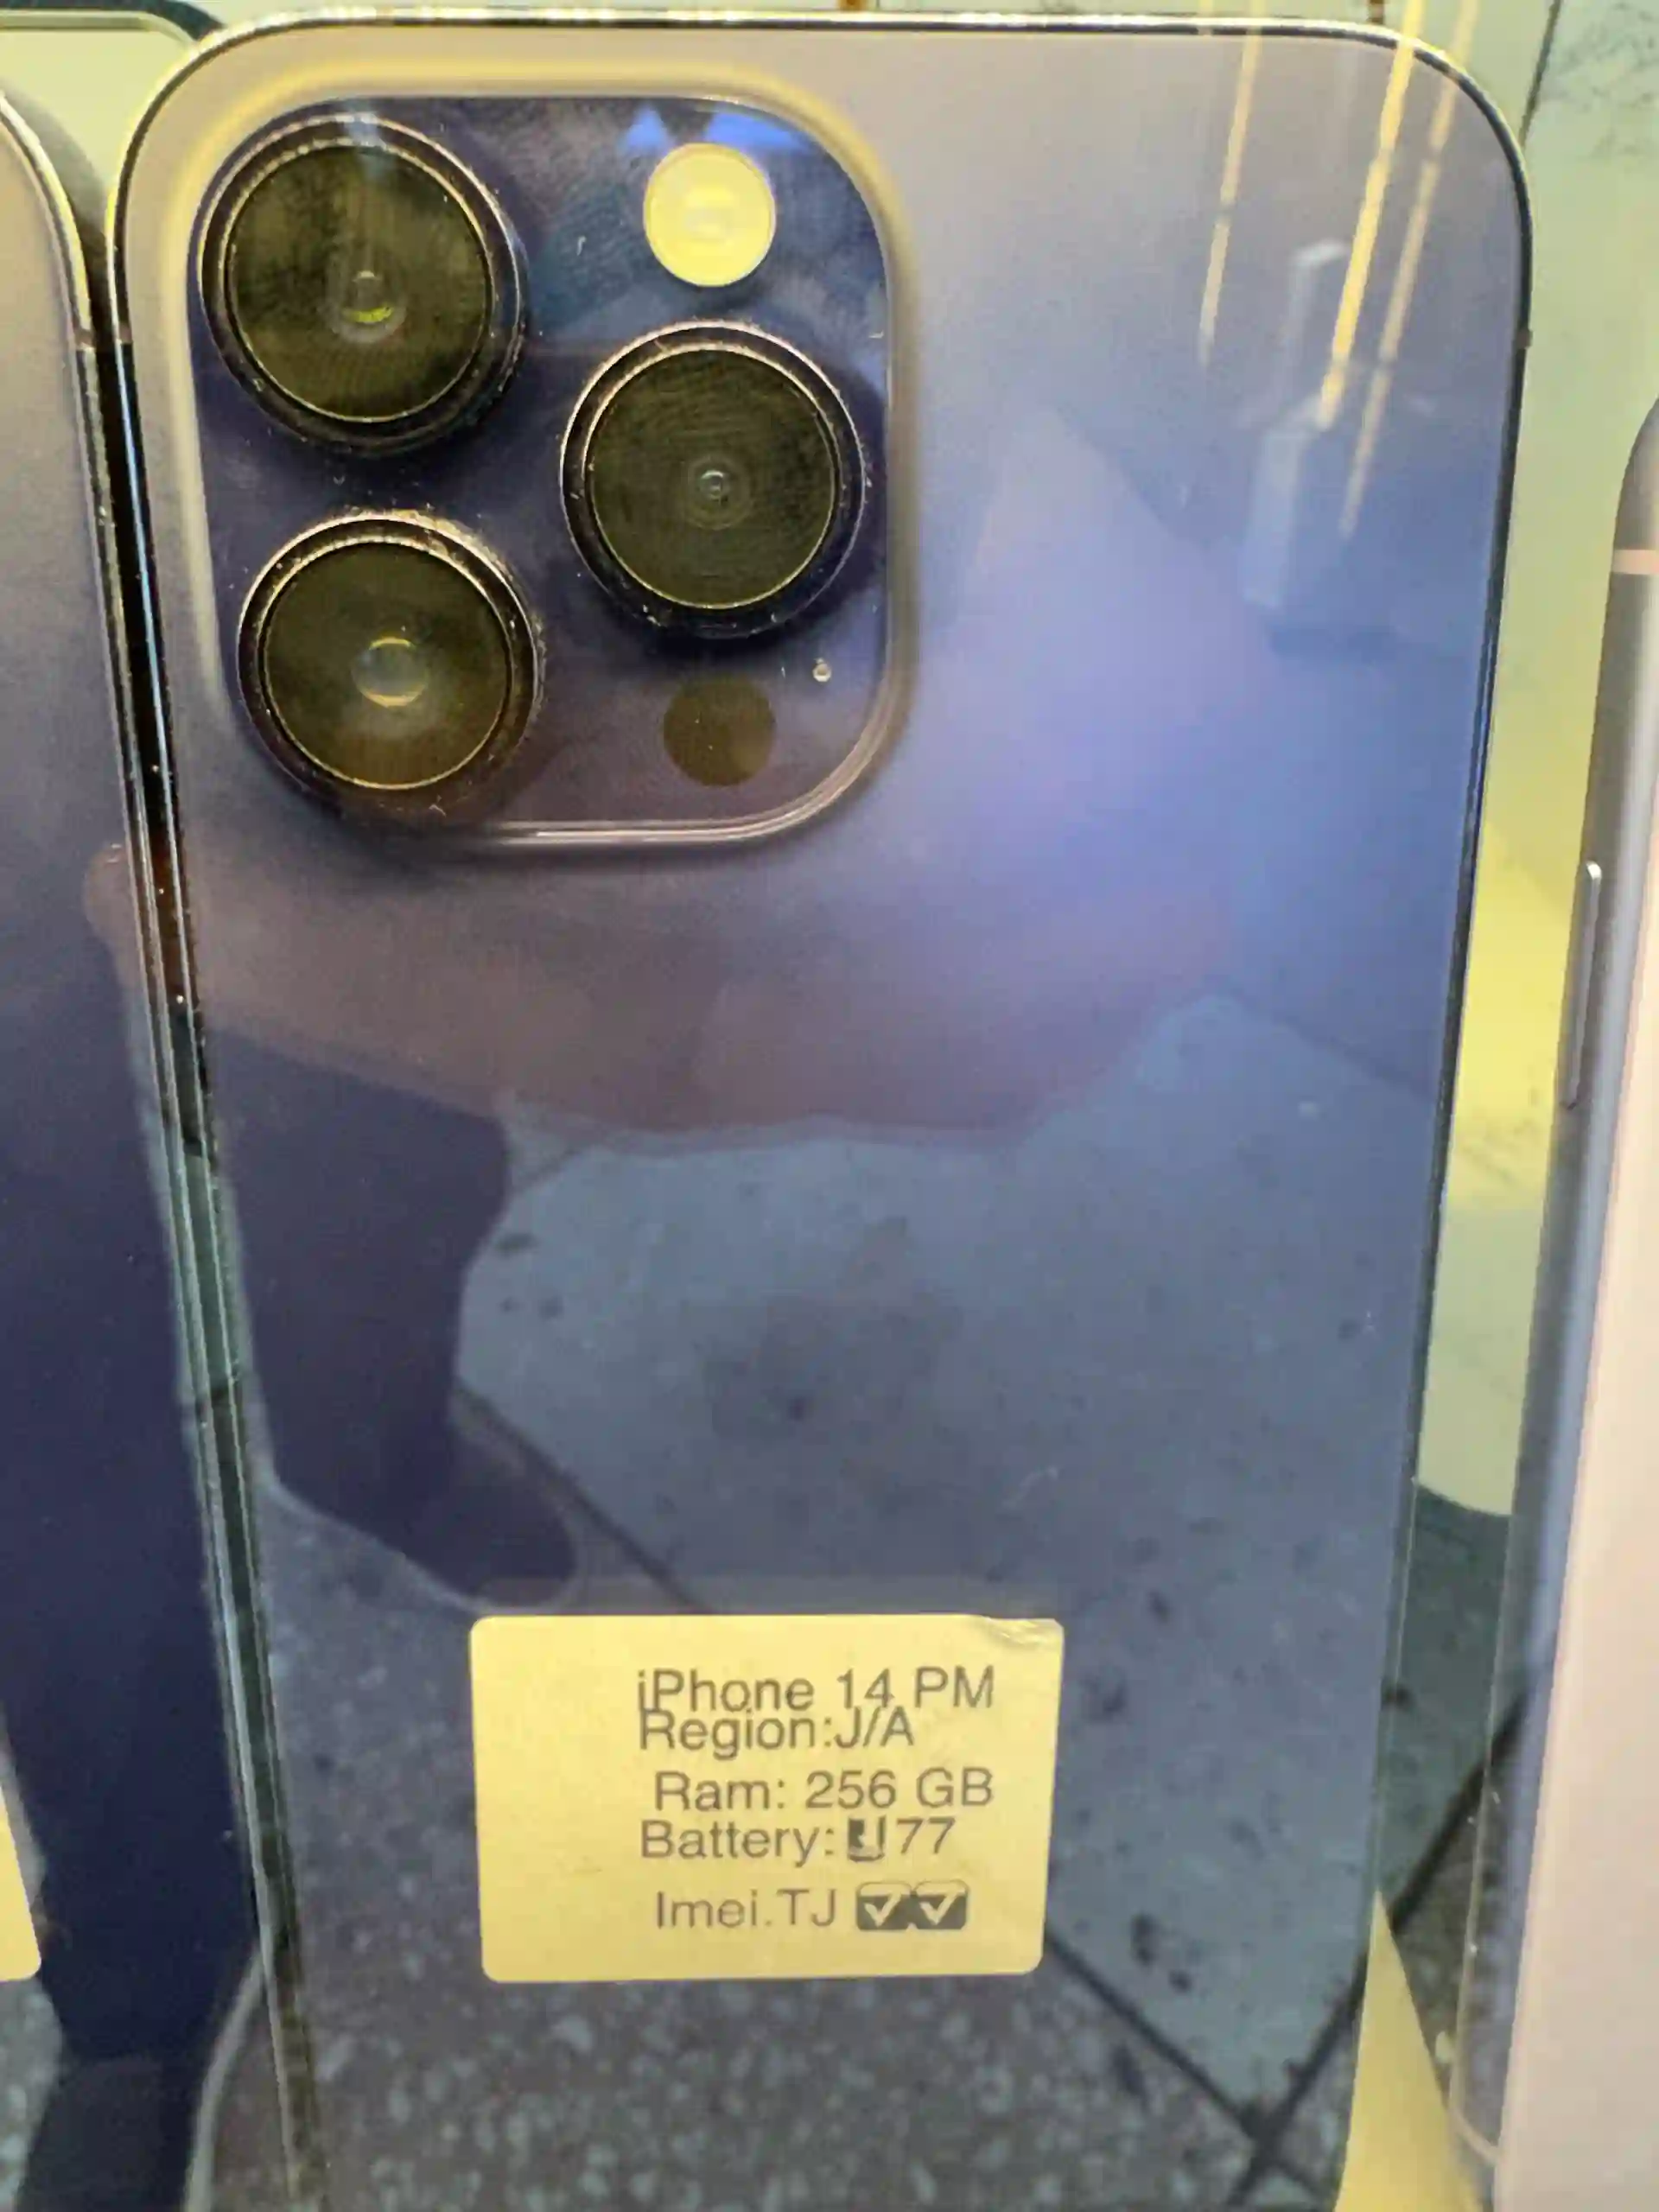 iPhone 14 PM
Region:J/A
Ram: 256 GB
Battery: 77
Imei.TJ